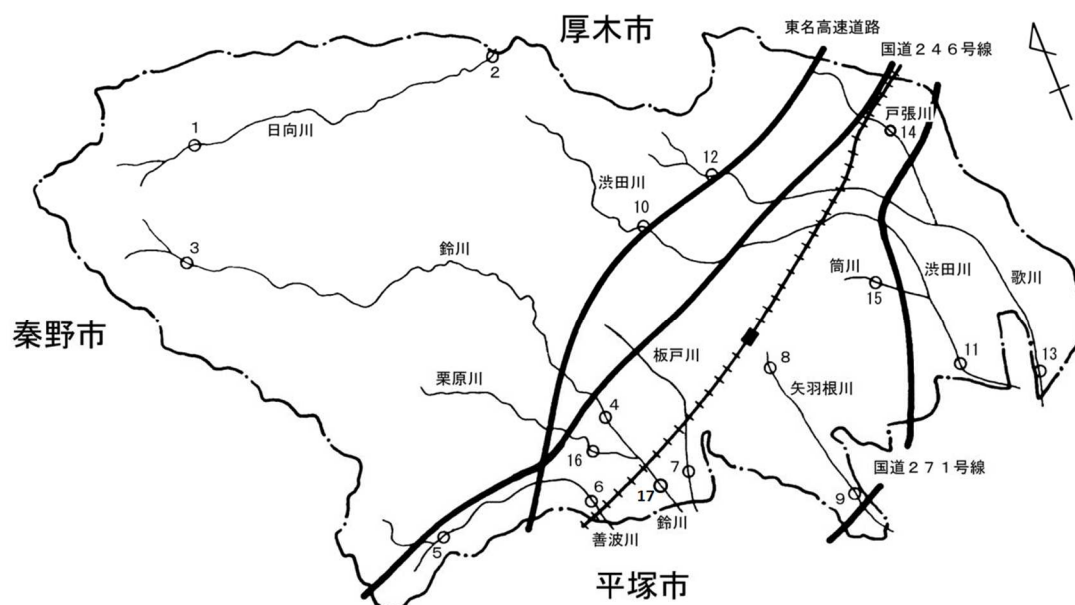 厚木市
東名高速道路
国道246号線
2
戸張川
14
1
日向川
12
渋田川
10
3
鈴川
筒川
渋田川
歌川
15
秦野市
板戸川
8
11
13
栗原川
矢羽根川
4
16
7
国道271号線
6
17
9
鈴川
5
善波川
平塚市